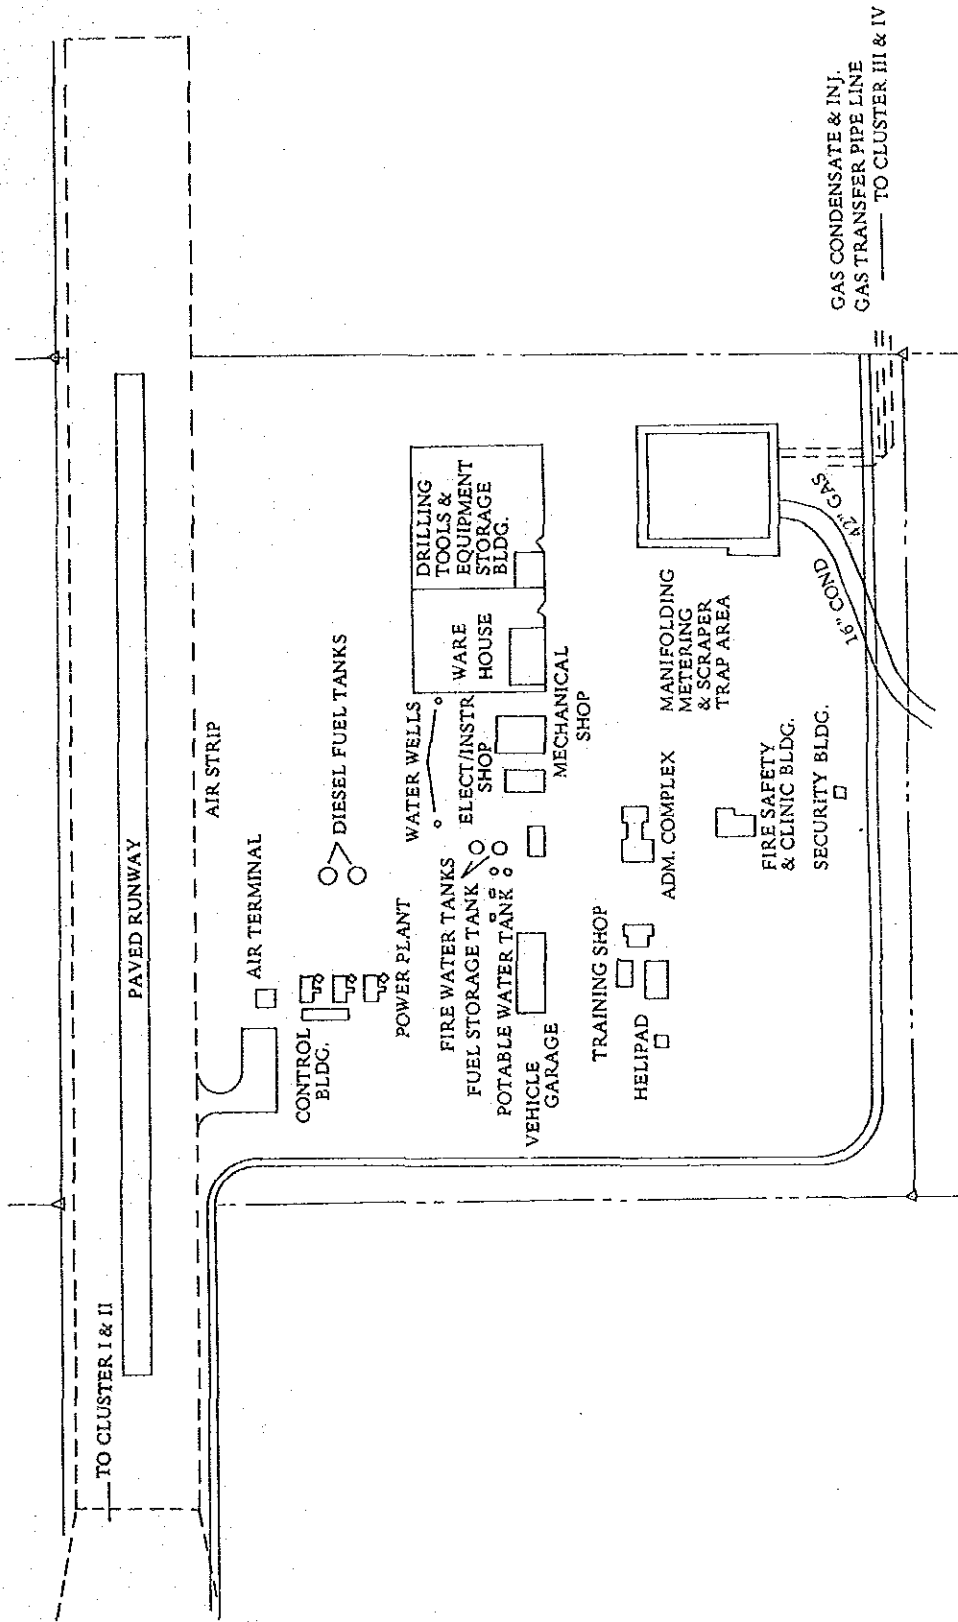 TO CLUSTER I & II
PAVED RUNWAY
AIR STRIP
AIR TERMINAL
CONTROL
BLDG.
DIESEL FUEL TANKS
POWER PLANT
WATER WELLS
FIRE WATER TANKS
FUEL STORAGE TANK
POTABLE WATER TANK
ELECT/INSTR
SHOP
VEHICLE
GARAGE
MECHANICAL
SHOP
WARE
HOUSE
DRILLING
TOOLS &
EQUIPMENT
STORAGE
BLDG.
TRAINING SHOP
HELIPAD
ADM. COMPLEX
MANIFOLDING
METERING
& SCRAPER
TRAP AREA
FIRE SAFETY
& CLINIC BLDG.
SECURITY BLDG.
16" COND
42" GAS
GAS CONDENSATE & INJ.
GAS TRANSFER PIPE LINE
TO CLUSTER III & IV